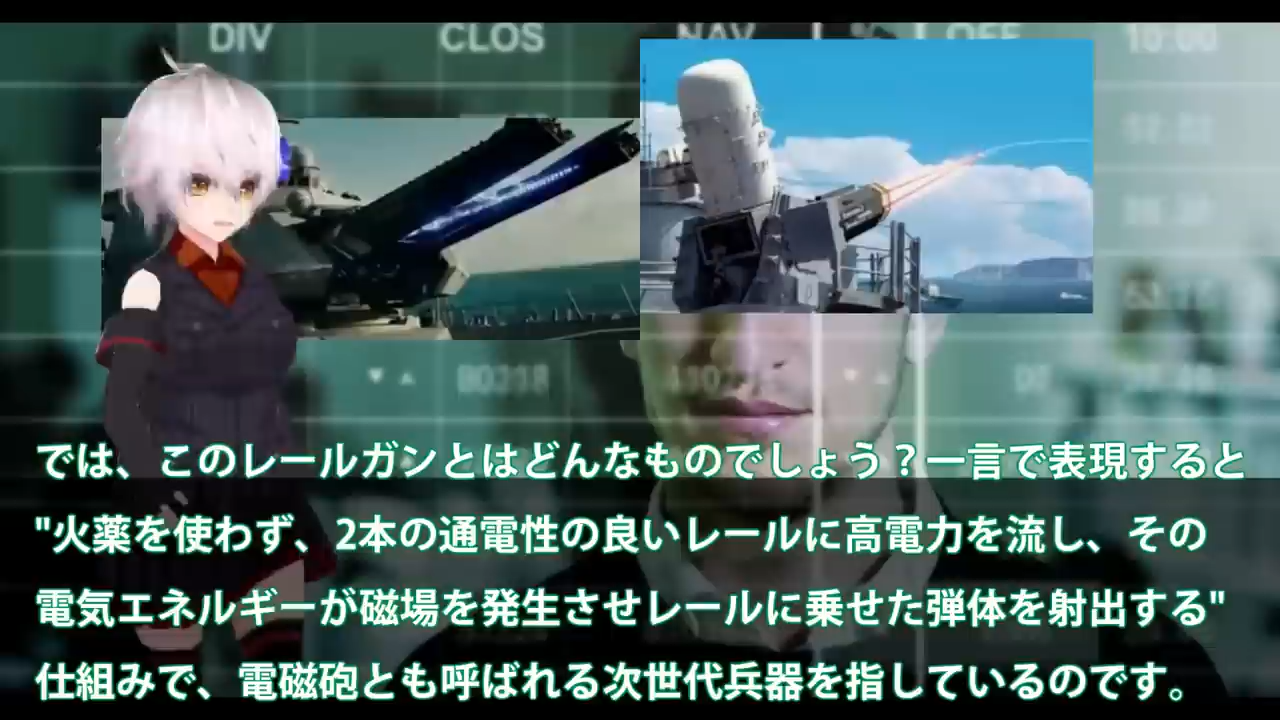 DIV CLOS NAV OFF 10:00
80318
では、このレールガンとはどんなものでしょう？一言で表現すると
"火薬を使わず、2本の通電性の良いレールに高電力を流し、その
電気エネルギーが磁場を発生させレールに乗せた弾体を射出する"
仕組みで、電磁砲とも呼ばれる次世代兵器を指しているのです。